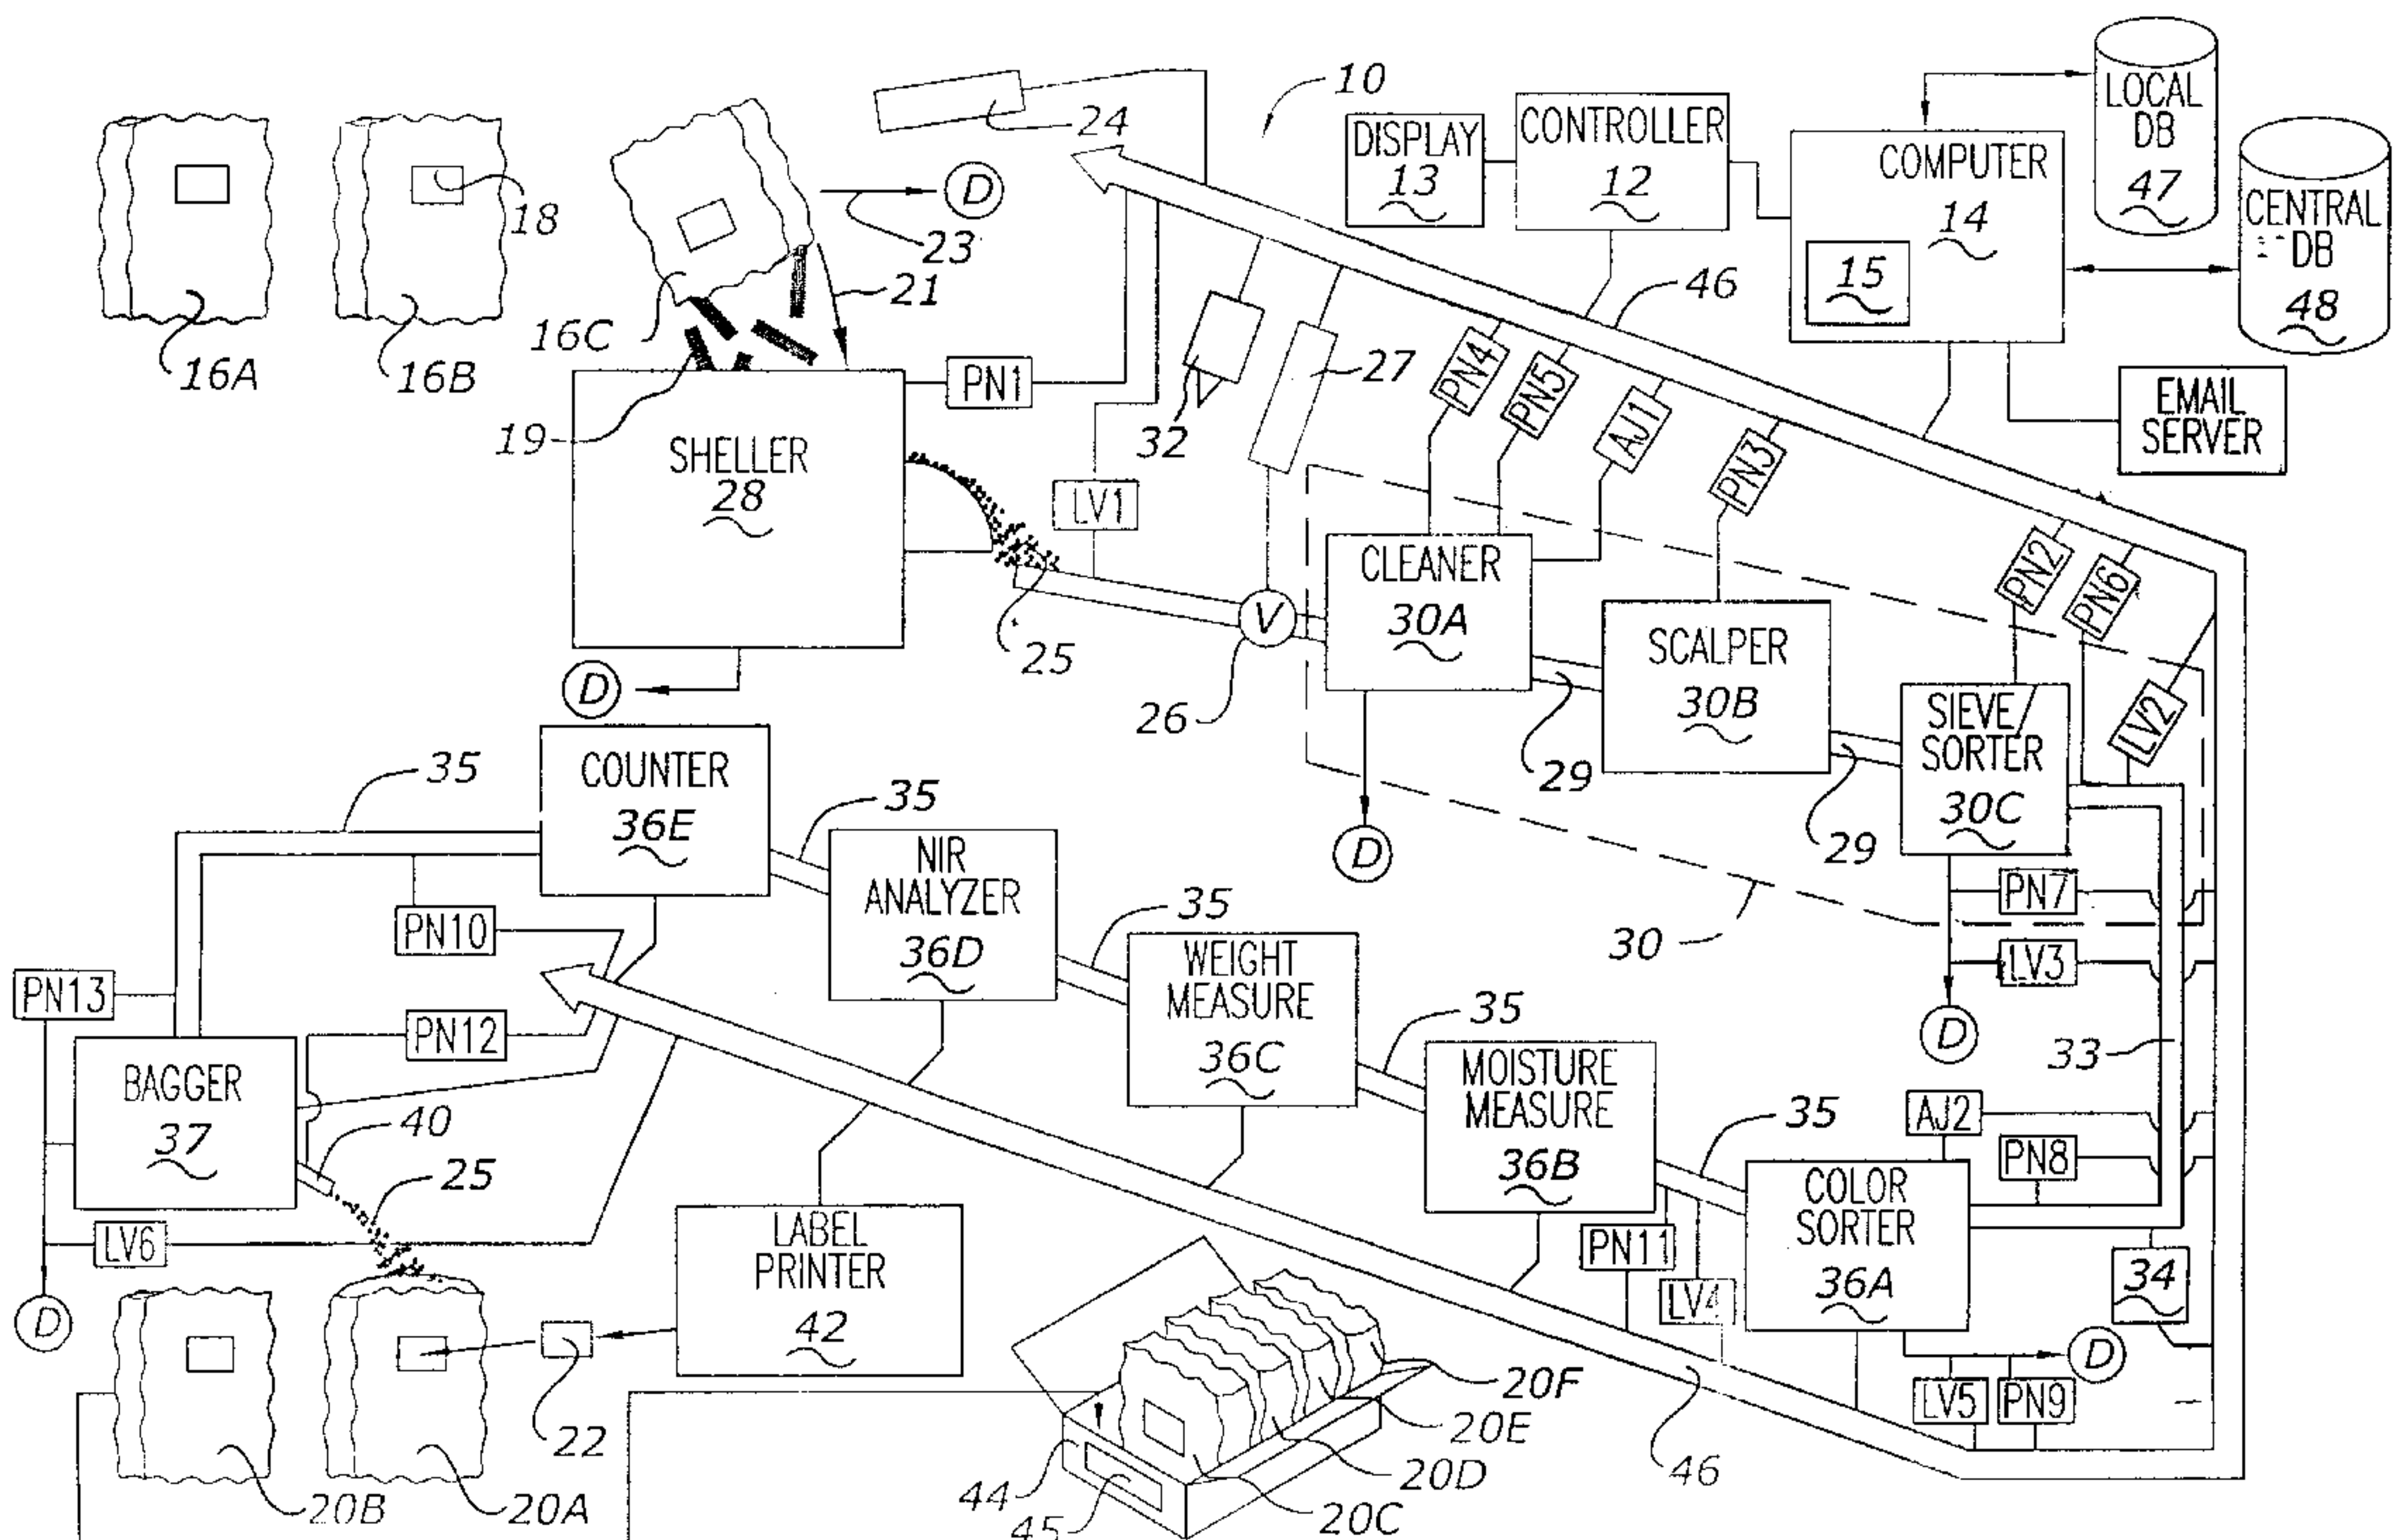 10
24
DISPLAY
13
CONTROLLER
12
COMPUTER
14
15
LOCAL
DB
47
CENTRAL
DB
48
EMAIL
SERVER
18
16A
16B
16C
D
23
21
19
SHELLER
28
PN1
LV1
32
27
PN4
PN5
AJ1
PN3
46
PN2
PN6
LV2
25
V
26
CLEANER
30A
29
SCALPER
30B
29
SIEVE
SORTER
30C
D
D
30
PN7
LV3
D
33
35
COUNTER
36E
35
NIR
ANALYZER
36D
35
WEIGHT
MEASURE
36C
35
MOISTURE
MEASURE
36B
35
COLOR
SORTER
36A
AJ2
PN8
34
PN10
PN13
PN12
BAGGER
37
40
25
LV6
D
LABEL
PRINTER
42
22
PN11
LV4
LV5
PN9
D
46
20B
20A
44
45
20C
20D
20E
20F